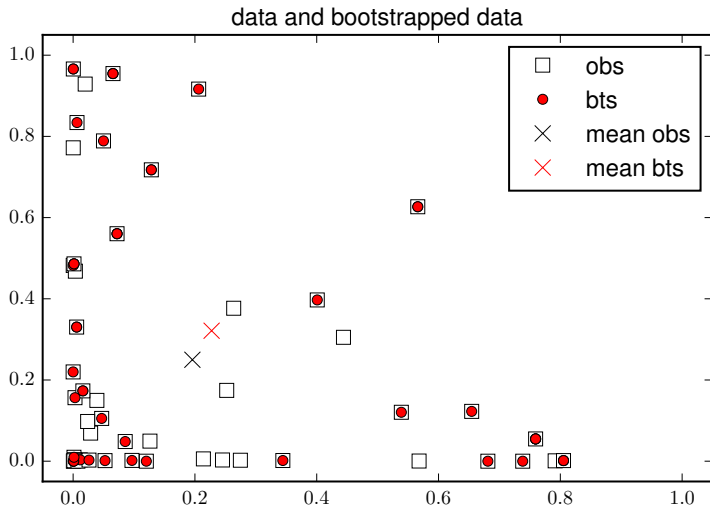 data and bootstrapped data
1.0
0.8
0.6
0.4
0.2
0.0
obs
bts
mean obs
mean bts
0.0 0.2 0.4 0.6 0.8 1.0